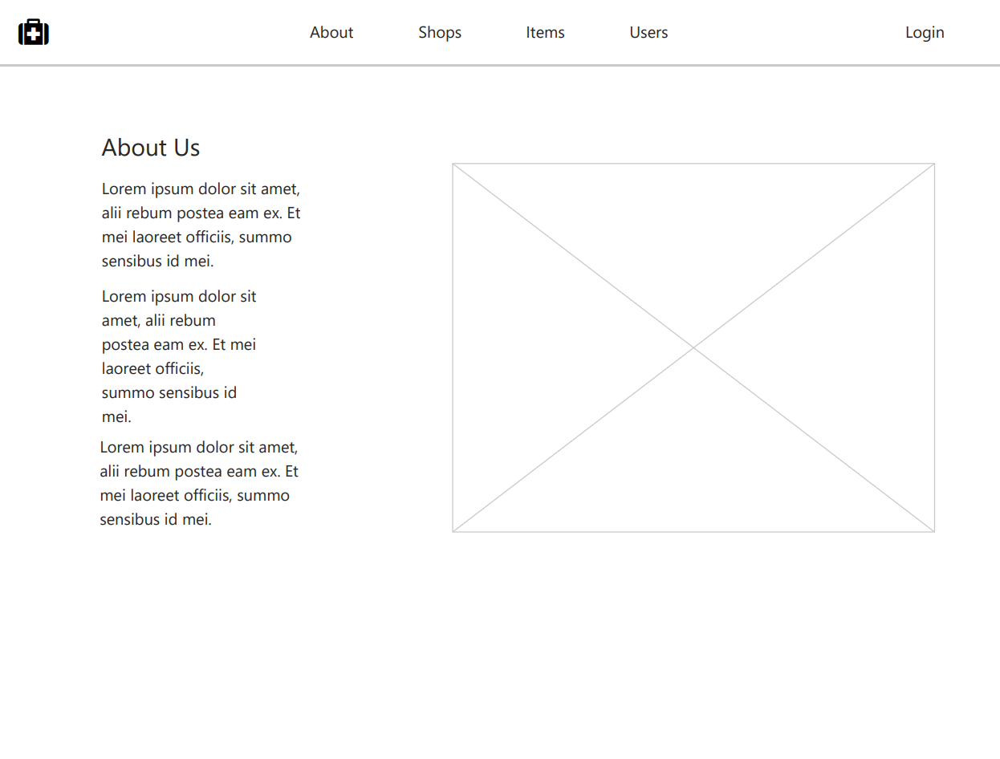 About Shops Items Users Login
About Us
Lorem ipsum dolor sit amet,
alii rebum postea eam ex. Et
mei laoreet officiis, summo
sensibus id mei.
Lorem ipsum dolor sit
amet, alii rebum
postea eam ex. Et mei
laoreet officiis,
summo sensibus id
mei.
Lorem ipsum dolor sit amet,
alii rebum postea eam ex. Et
mei laoreet officiis, summo
sensibus id mei.